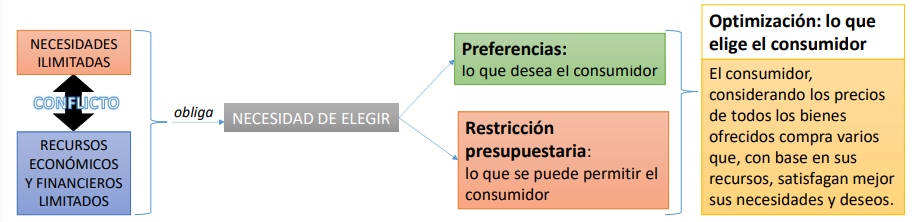 NECESIDADES
ILIMITADAS
CONFLICTO
RECURSOS
ECONÓMICOS
Y FINANCIEROS
LIMITADOS
obliga
NECESIDAD DE ELEGIR
Preferencias:
lo que desea el consumidor
Restricción
presupuestaria:
lo que se puede permitir el
consumidor
Optimización: lo que
elige el consumidor
El consumidor,
considerando los precios
de todos los bienes
ofrecidos compra varios
que, con base en sus
recursos, satisfagan mejor
sus necesidades y deseos.